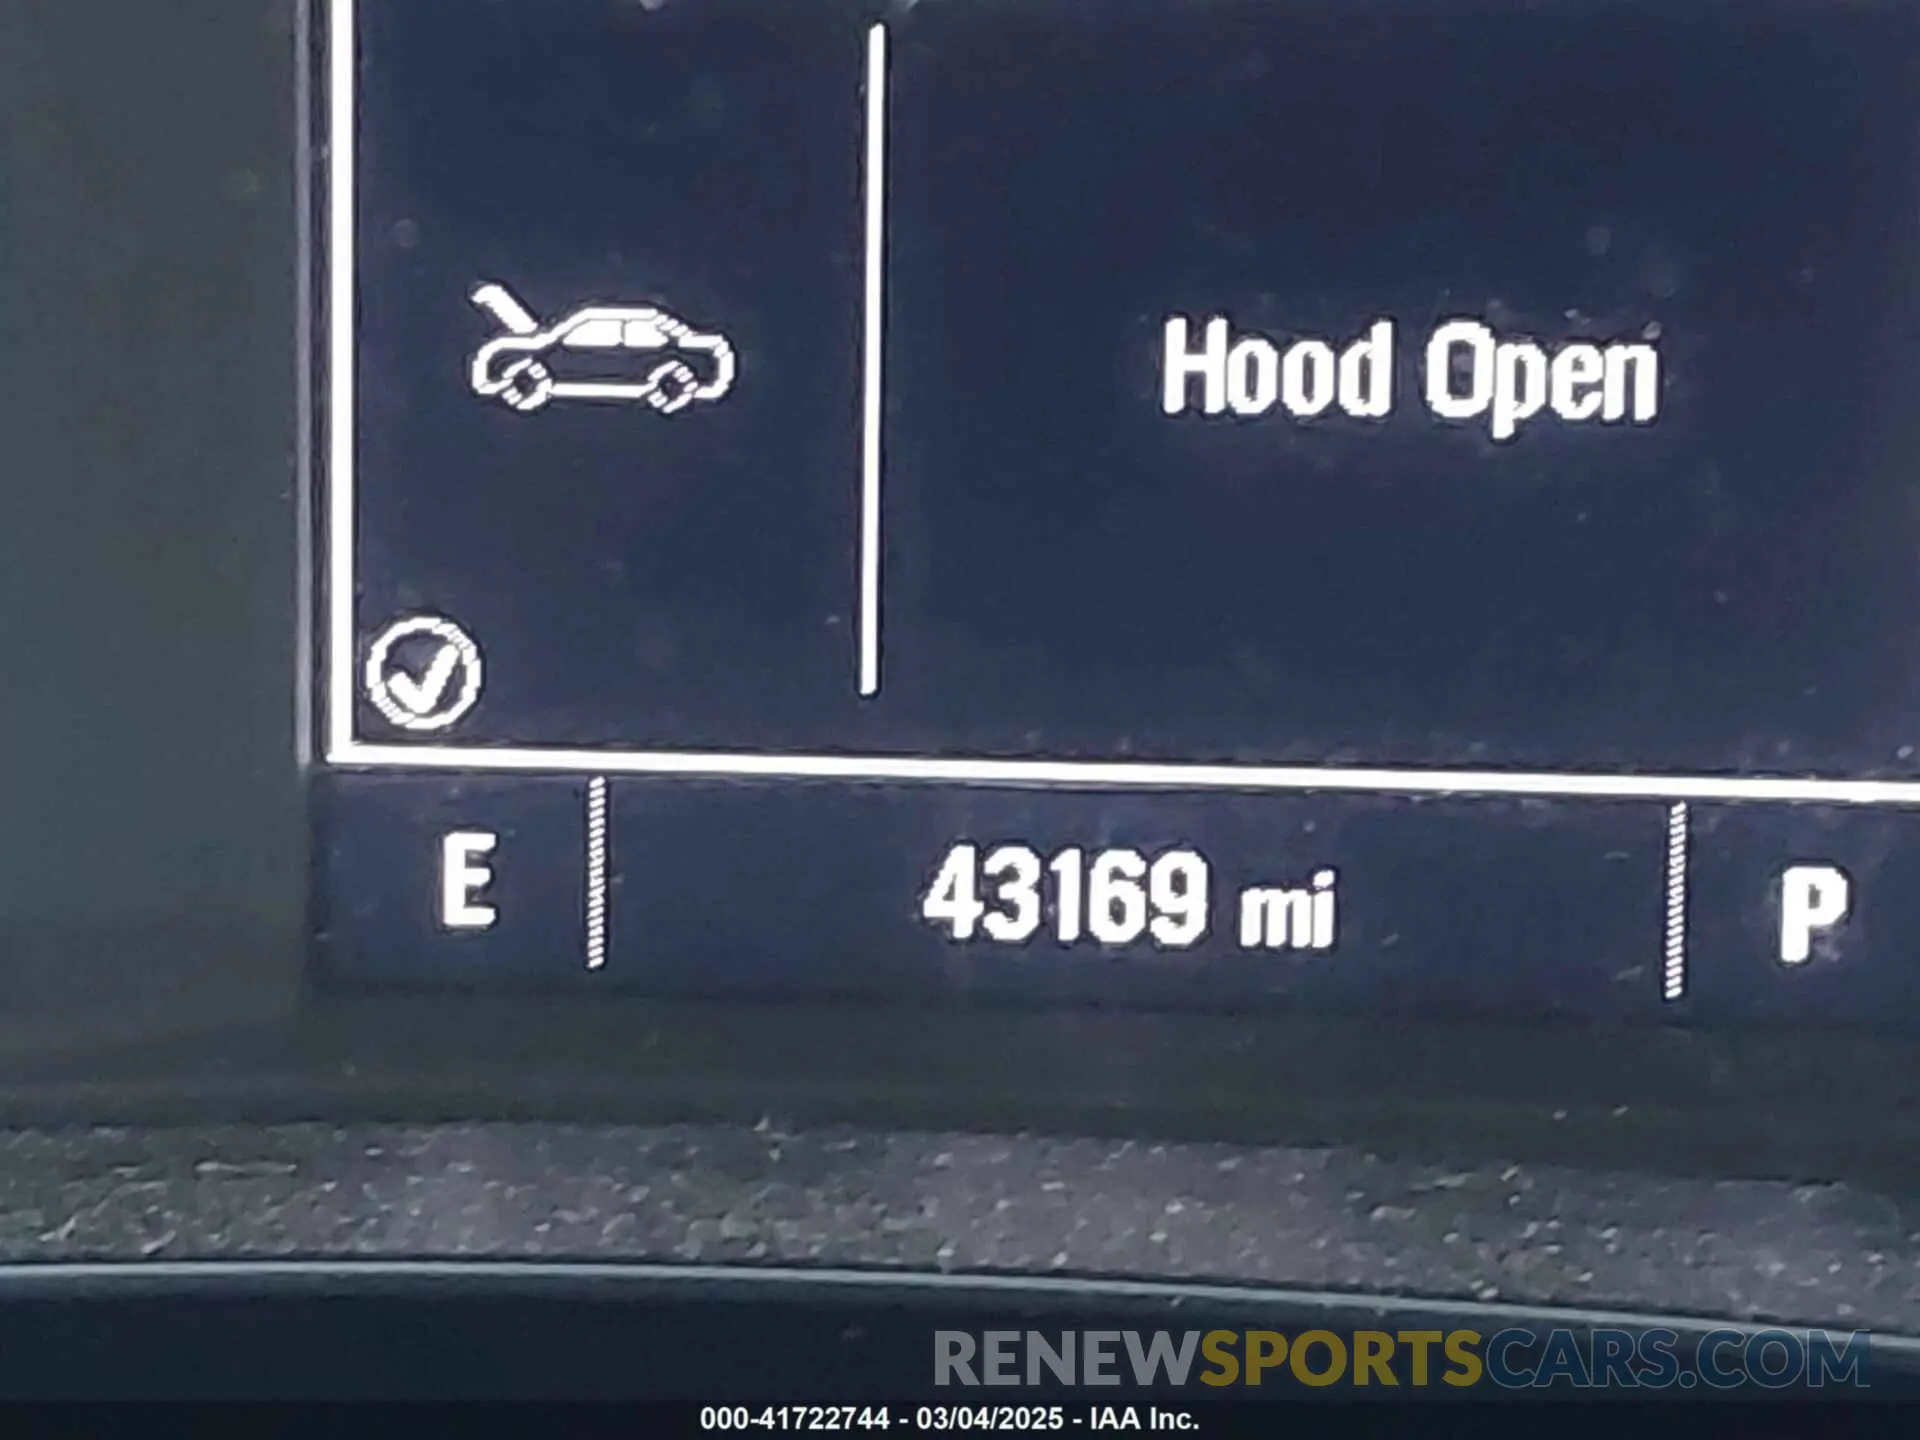 Hood Open
E 43169 mi P
RENEWSPORTSCARS.COM
000-41722744 - 03/04/2025 - IAA Inc.